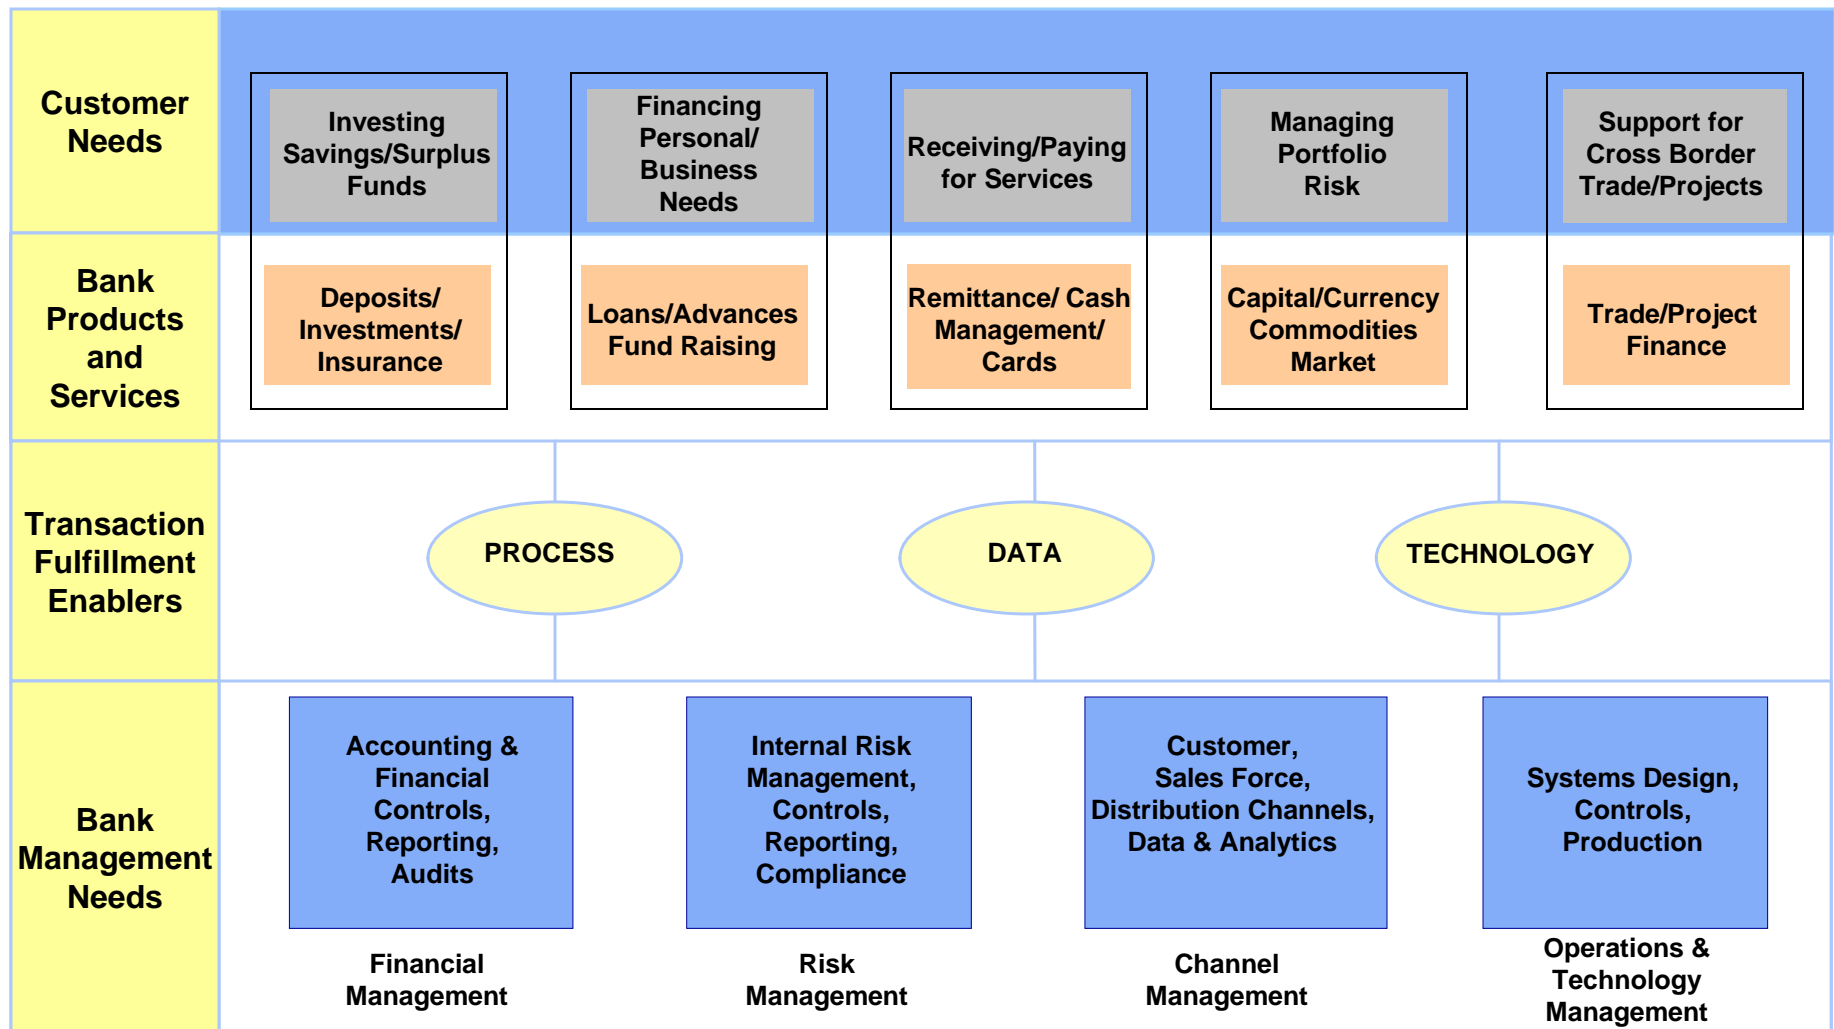 Customer
Needs
Investing
Savings/Surplus
Funds
Financing
Personal/
Business
Needs
Receiving/Paying
for Services
Managing
Portfolio
Risk
Support for
Cross Border
Trade/Projects
Bank
Products
and
Services
Deposits/
Investments/
Insurance
Loans/Advances
Fund Raising
Remittance/ Cash
Management/
Cards
Capital/Currency
Commodities
Market
Trade/Project
Finance
Transaction
Fulfillment
Enablers
PROCESS
DATA
TECHNOLOGY
Bank
Management
Needs
Accounting &
Financial
Controls,
Reporting,
Audits
Internal Risk
Management,
Controls,
Reporting,
Compliance
Customer,
Sales Force,
Distribution Channels,
Data & Analytics
Systems Design,
Controls,
Production
Financial
Management
Risk
Management
Channel
Management
Operations &
Technology
Management